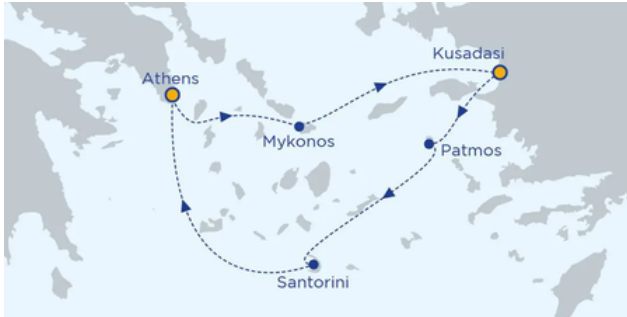 Kusadasi
Athens
Mykonos
Patmos
Santorini